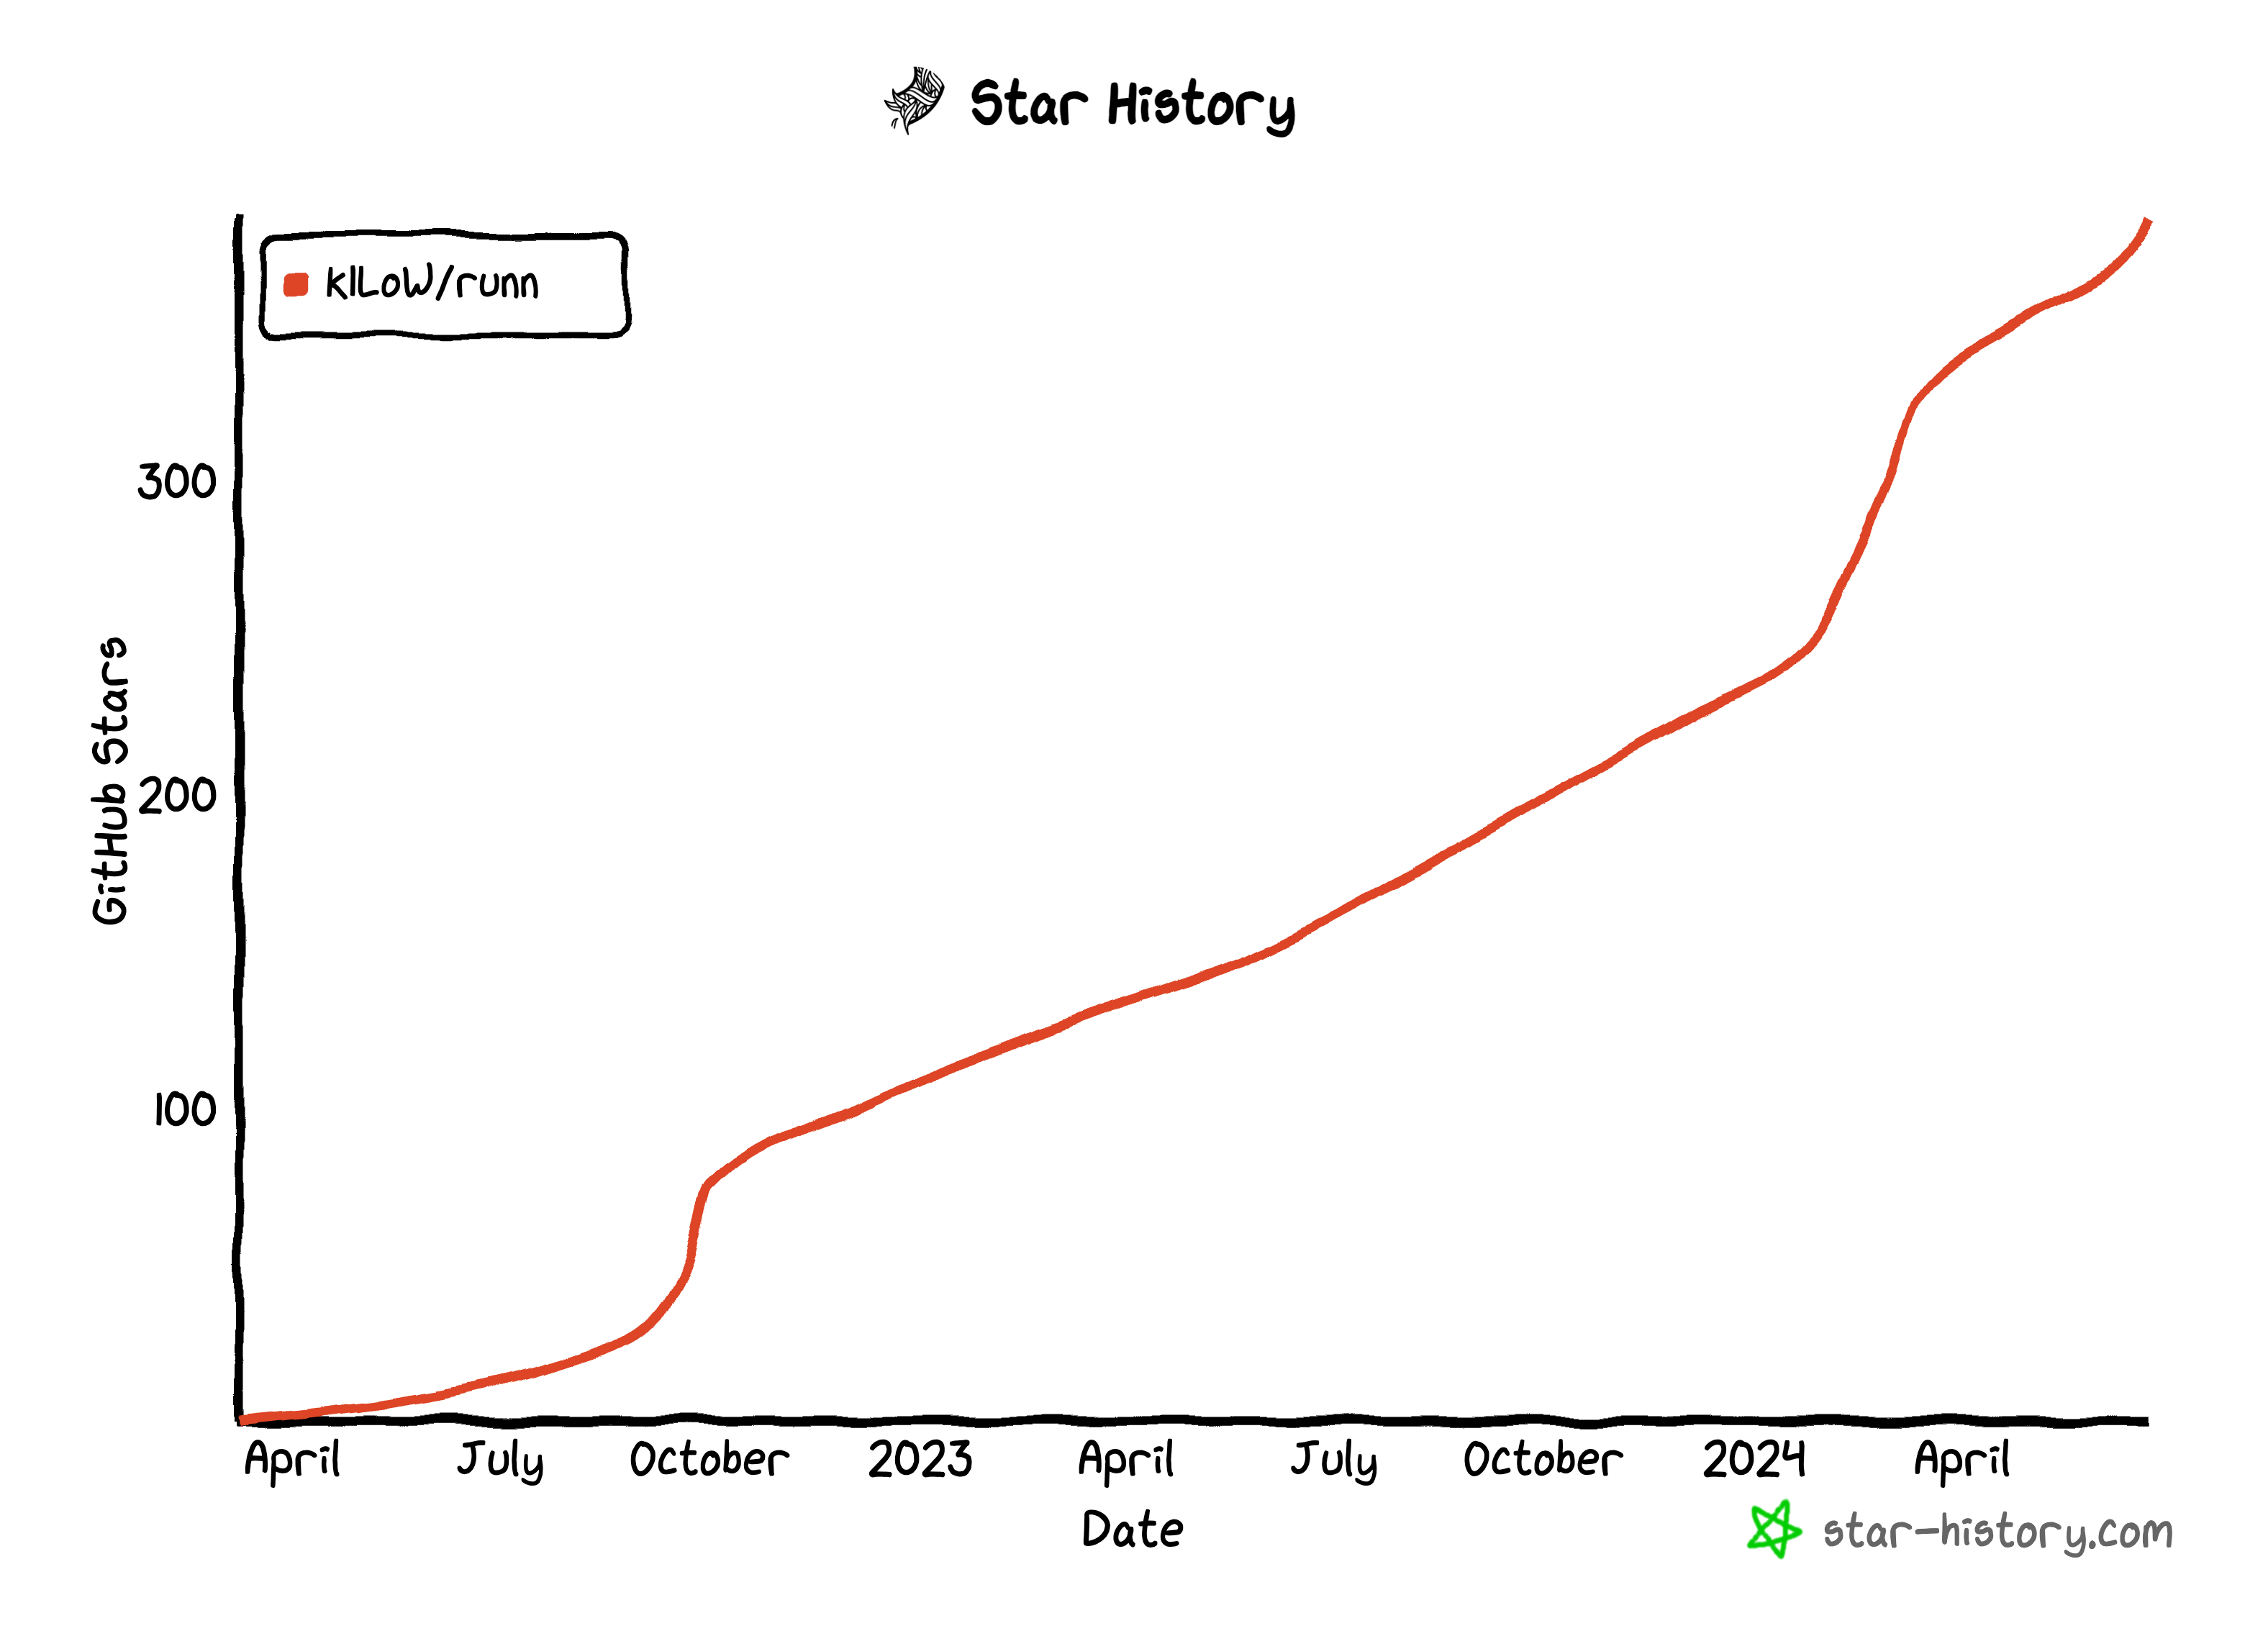 Star History
k1LoW/runn
GitHub Stars
300
200
100
April July October 2023 April July October 2024 April
Date
star-history.com